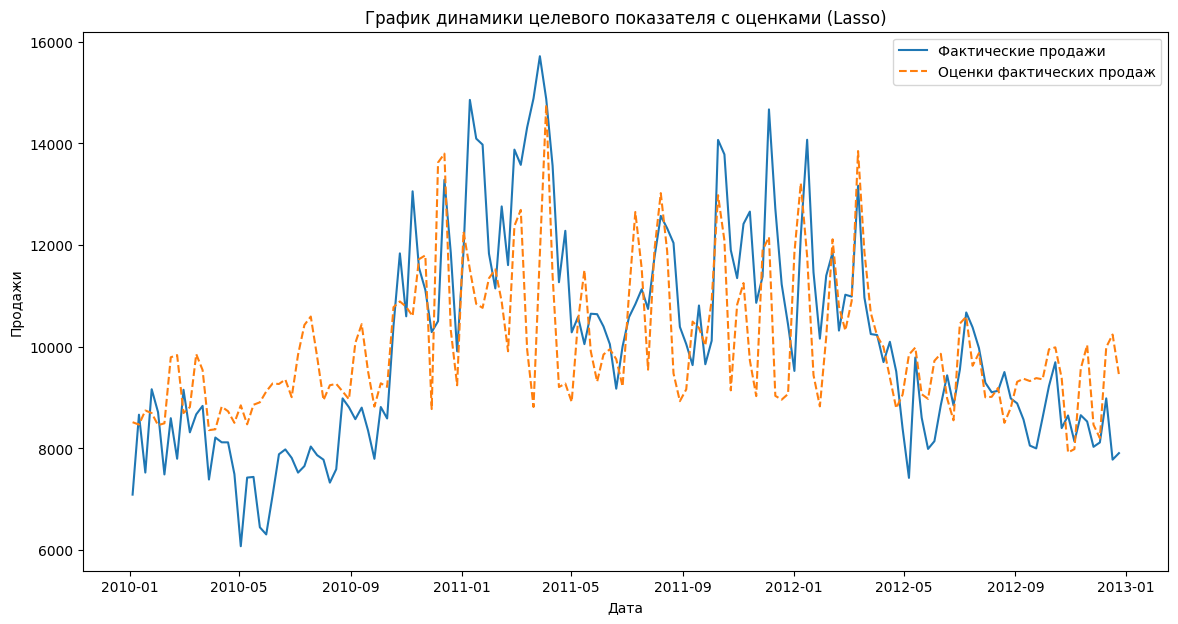 График динамики целевого показателя с оценками (Lasso)
Фактические продажи
Оценки фактических продаж
Продажи
16000
14000
12000
10000
8000
6000
2010-01 2010-05 2010-09 2011-01 2011-05 2011-09 2012-01 2012-05 2012-09 2013-01
Дата